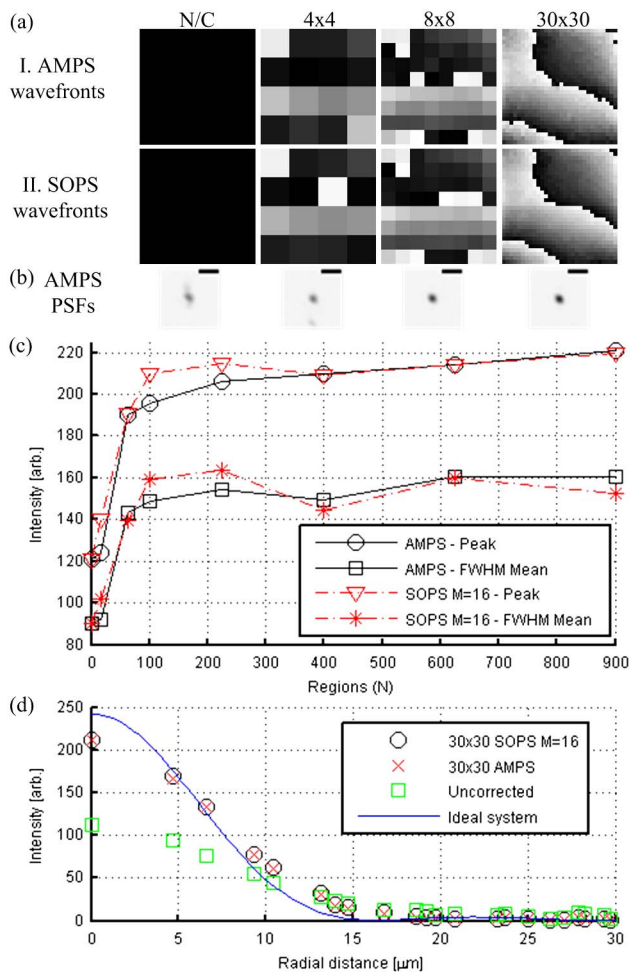 (a) N/C 4x4 8x8 30x30
I. AMPS
wavefronts
II. SOPS
wavefronts
(b) AMPS
PSFs
(c)
220
200
180
160
140
120
100
80
Intensity [arb.]
AMPS - Peak
AMPS - FWHM Mean
SOPS M=16 - Peak
SOPS M=16 - FWHM Mean
0 100 200 300 400 500 600 700 800 900
Regions (N)
(d)
250
200
150
100
50
0
Intensity [arb.]
30x30 SOPS M=16
30x30 AMPS
Uncorrected
Ideal system
0 5 10 15 20 25 30
Radial distance [µm]